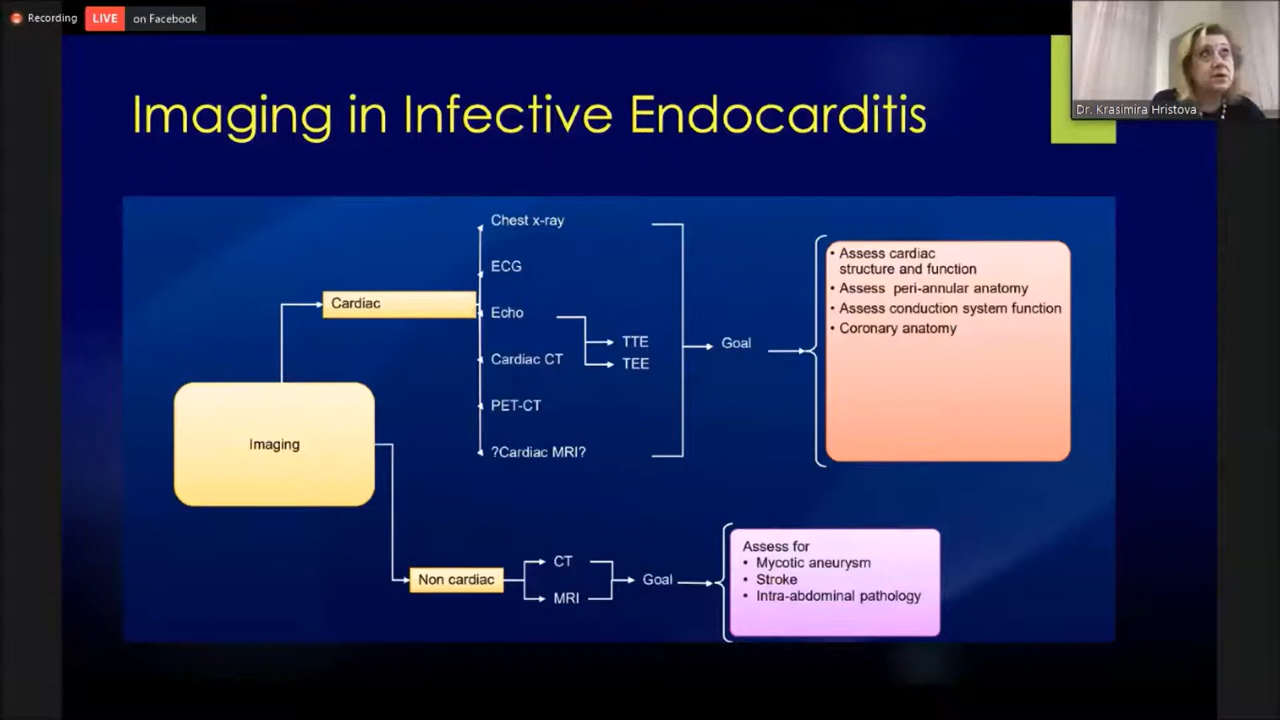 Recording
LIVE
on Facebook
Dr. Krasimira Hristova
Imaging in Infective Endocarditis
Chest x-ray
ECG
Echo
Cardiac CT
PET-CT
?Cardiac MRI?
Cardiac
TTE
TEE
Goal
• Assess cardiac
structure and function
• Assess peri-annular anatomy
• Assess conduction system function
• Coronary anatomy
Imaging
Non cardiac
CT
MRI
Goal
Assess for
• Mycotic aneurysm
• Stroke
• Intra-abdominal pathology